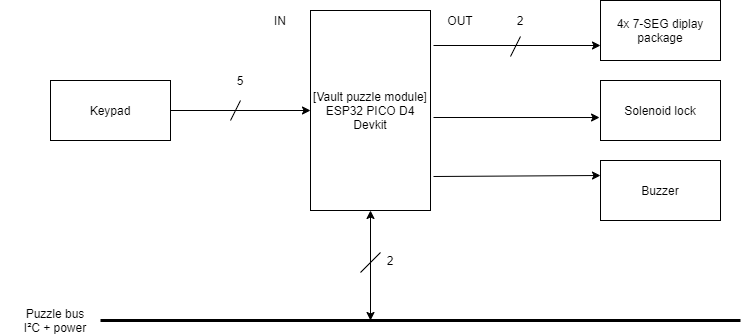 IN
OUT
2
4x 7-SEG diplay
package
5
Keypad
[Vault puzzle module]
ESP32 PICO D4
Devkit
Solenoid lock
Buzzer
2
Puzzle bus
I²C + power